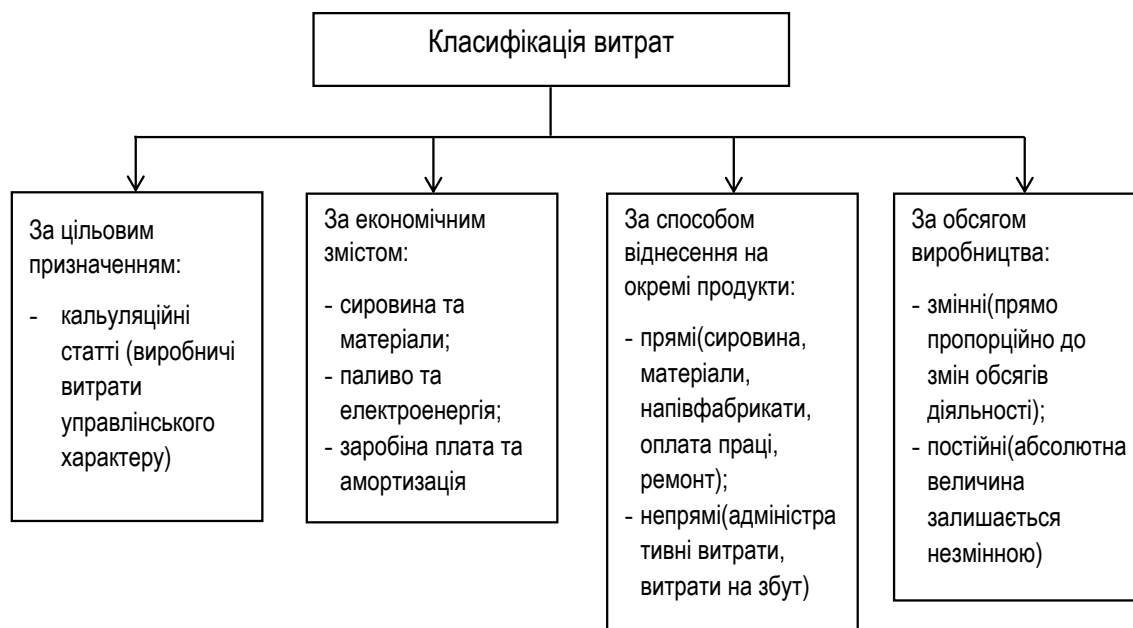 Класифікація витрат
За цільовим
призначенням:
- кальуляційні
статті (виробничі
витрати
управлінського
характеру)
За економічним
змістом:
- сировина та
матеріали;
- паливо та
електроенергія;
- заробіна плата та
амортизація
За способом
віднесення на
окремі продукти:
- прямі(сировина,
матеріали,
напівфабрикати,
оплата праці,
ремонт);
- непрямі(адміністра
тивні витрати,
витрати на збут)
За обсягом
виробництва:
- змінні(прямо
пропорційно до
змін обсягів
діяльності);
- постійні(абсолютна
величина
залишається
незмінною)